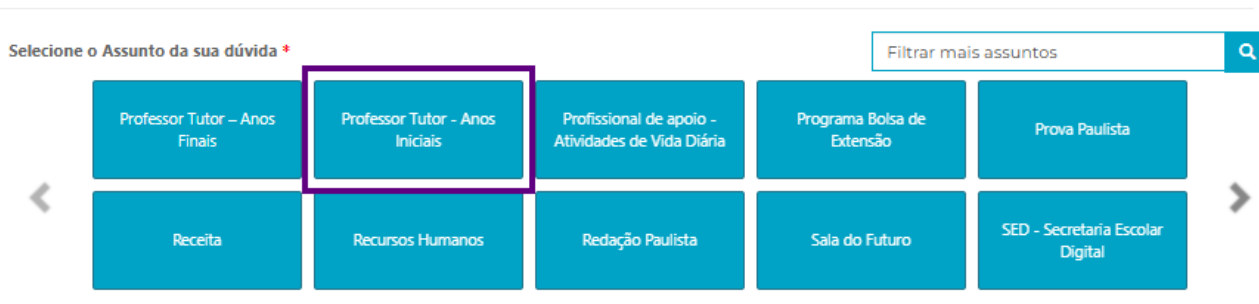 Selecione o Assunto da sua dúvida *
Filtrar mais assuntos
Professor Tutor – Anos
Finais
Professor Tutor - Anos
Iniciais
Profissional de apoio -
Atividades de Vida Diária
Programa Bolsa de
Extensão
Prova Paulista
Receita
Recursos Humanos
Redação Paulista
Sala do Futuro
SED - Secretaria Escolar
Digital